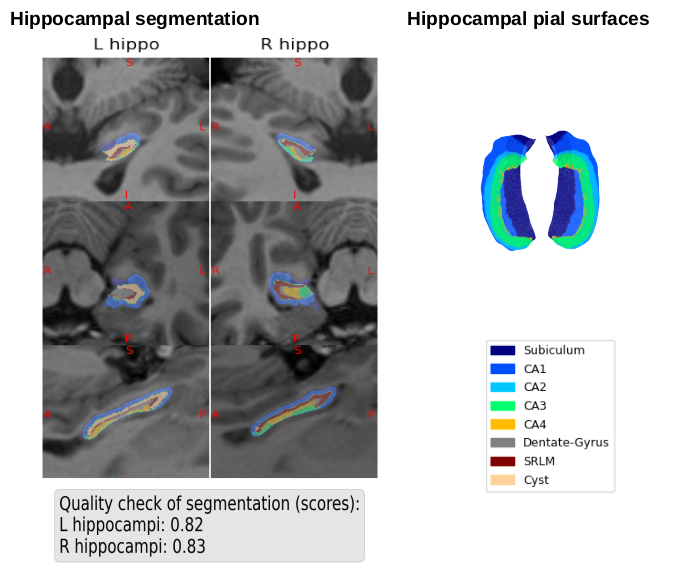 Hippocampal segmentation
Hippocampal pial surfaces
L hippo
R hippo
S
S
R
L
R
L
I
A
A
R
L
R
L
P
P
S
S
A
P
A
P
Subiculum
CA1
CA2
CA3
CA4
Dentate-Gyrus
SRLM
Cyst
Quality check of segmentation (scores):
L hippocampi: 0.82
R hippocampi: 0.83